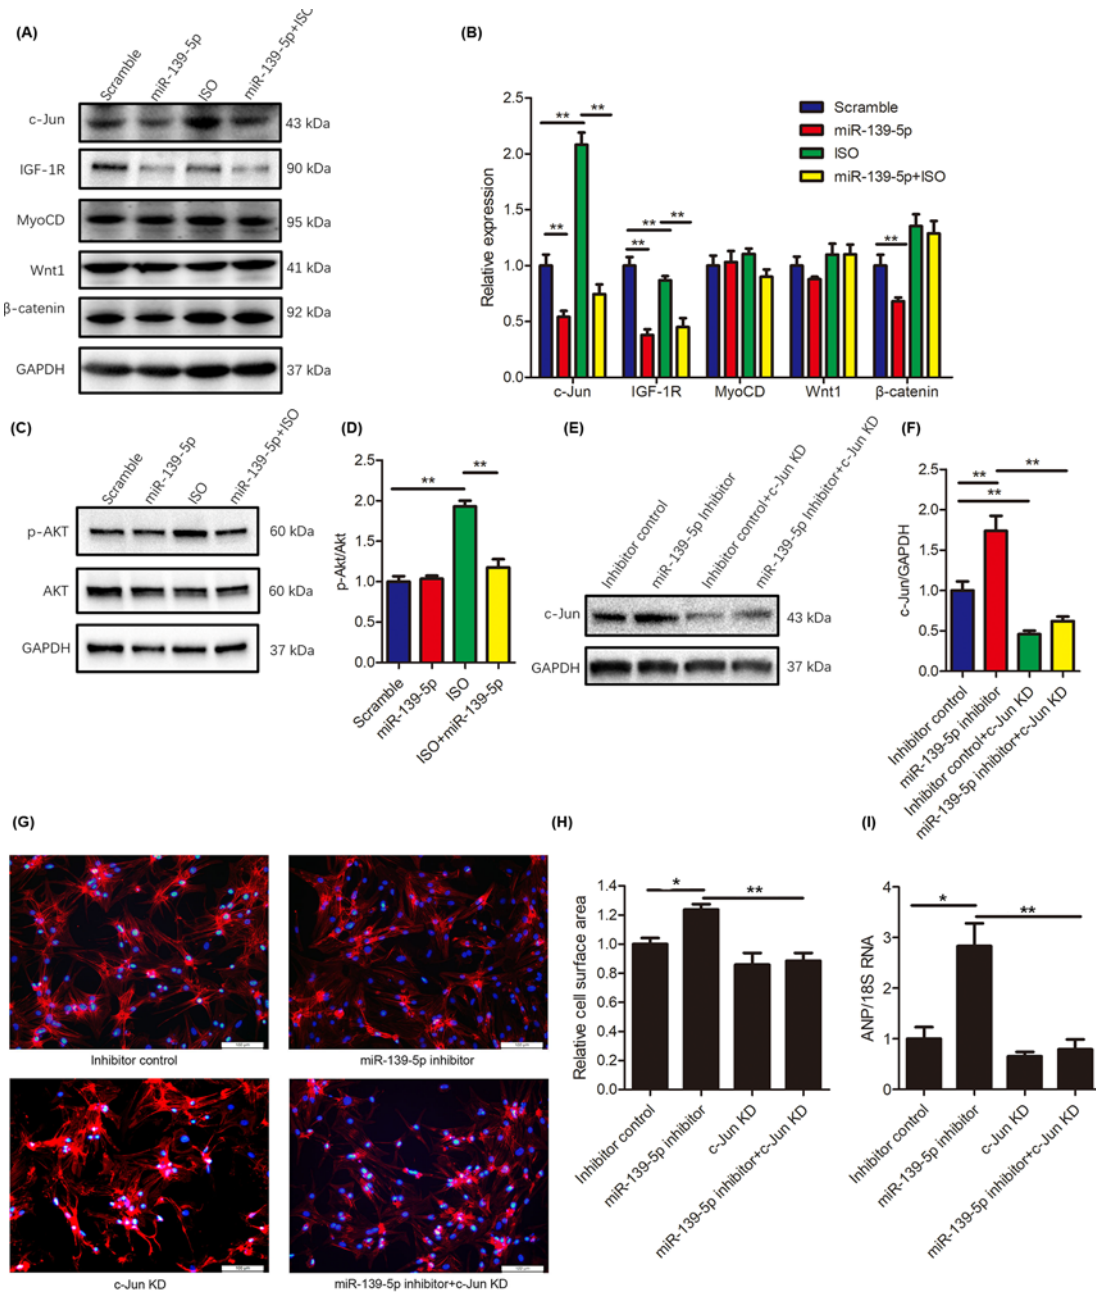 (A)
Scramble
miR-139-5p
ISO
miR-139-5p+ISO
c-Jun
43 kDa
IGF-1R
90 kDa
MyoCD
95 kDa
Wnt1
41 kDa
β-catenin
92 kDa
GAPDH
37 kDa
(B)
Relative expression
2.5
2.0
1.5
1.0
0.5
0.0
Scramble
miR-139-5p
ISO
miR-139-5p+ISO
**
**
**
**
**
**
**
**
c-Jun
IGF-1R
MyoCD
Wnt1
β-catenin
(C)
Scramble
miR-139-5p
ISO
miR-139-5p+ISO
p-AKT
60 kDa
AKT
60 kDa
GAPDH
37 kDa
(D)
p-Akt/Akt
2.5
2.0
1.5
1.0
0.5
0.0
**
**
Scramble
miR-139-5p
ISO
ISO+miR-139-5p
(E)
Inhibitor control
miR-139-5p Inhibitor
Inhibitor control+c-Jun KD
miR-139-5p Inhibitor+c-Jun KD
c-Jun
43 kDa
GAPDH
37 kDa
(F)
c-Jun/GAPDH
2.5
2.0
1.5
1.0
0.5
0.0
**
**
**
Inhibitor control
miR-139-5p inhibitor
Inhibitor control+c-Jun KD
miR-139-5p inhibitor+c-Jun KD
(G)
Inhibitor control
miR-139-5p inhibitor
c-Jun KD
miR-139-5p inhibitor+c-Jun KD
(H)
Relative cell surface area
1.4
1.2
1.0
0.8
0.6
0.4
0.2
0.0
*
**
Inhibitor control
miR-139-5p inhibitor
c-Jun KD
miR-139-5p inhibitor+c-Jun KD
(I)
ANP/18S RNA
4
3
2
1
0
*
**
Inhibitor control
miR-139-5p inhibitor
c-Jun KD
miR-139-5p inhibitor+c-Jun KD